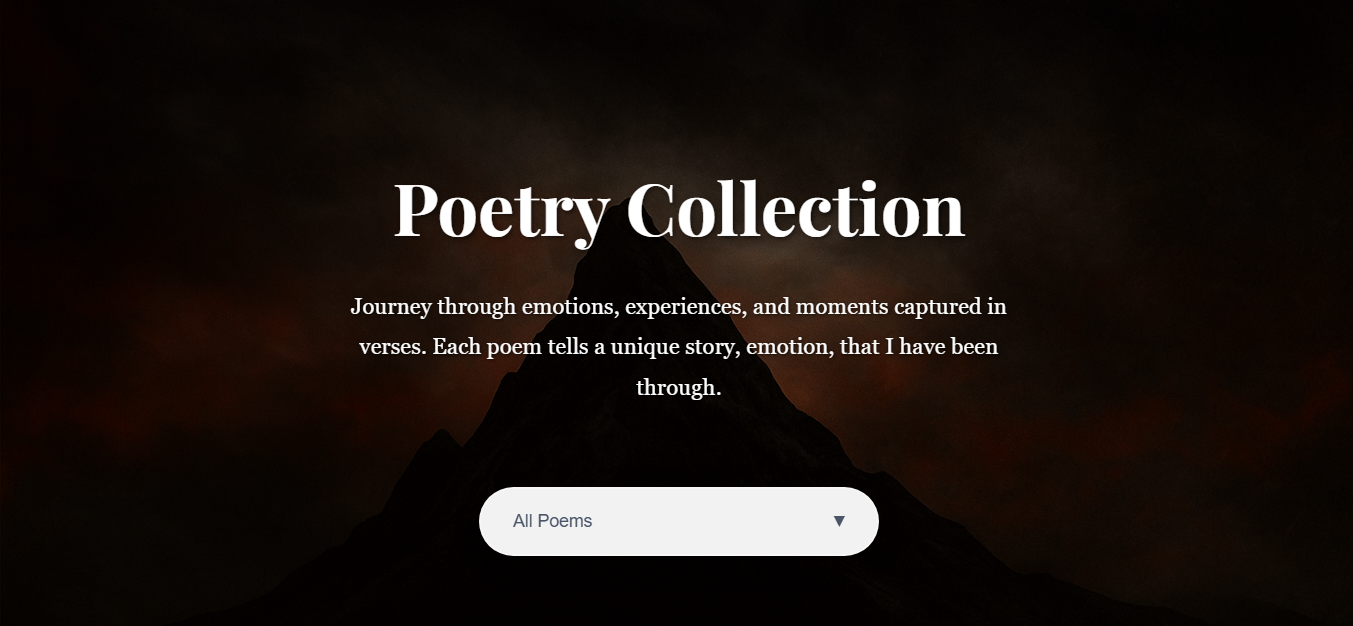 Poetry Collection
Journey through emotions, experiences, and moments captured in
verses. Each poem tells a unique story, emotion, that I have been
through.
All Poems ▼